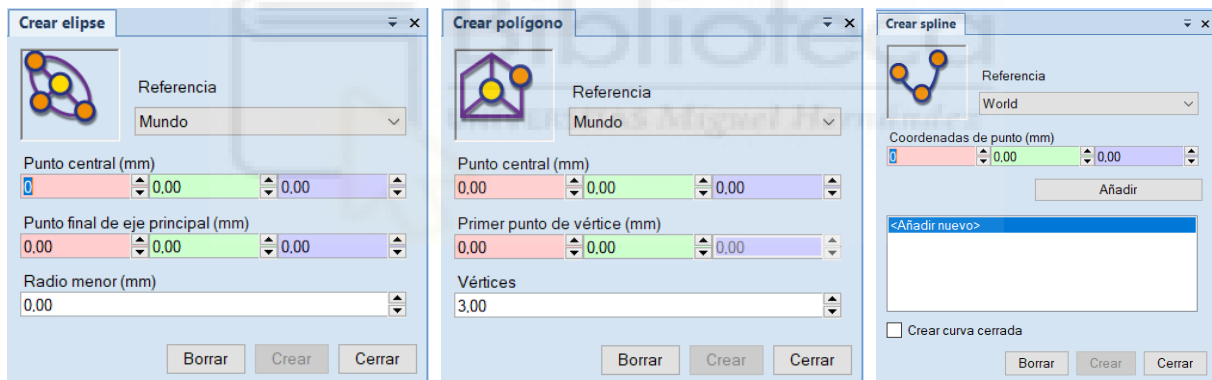 Crear elipse
Referencia
Mundo
Punto central (mm)
0 0,00 0,00
Punto final de eje principal (mm)
0,00 0,00 0,00
Radio menor (mm)
0,00
Borrar Crear Cerrar
Crear polígono
Referencia
Mundo
Punto central (mm)
0,00 0,00 0,00
Primer punto de vértice (mm)
0,00 0,00 0,00
Vértices
3,00
Borrar Crear Cerrar
Crear spline
Referencia
World
Coordenadas de punto (mm)
0 0,00 0,00
Añadir
<Añadir nuevo>
Crear curva cerrada
Borrar Crear Cerrar
Biblioteca
UNIVERSITAS Miguel Hernández